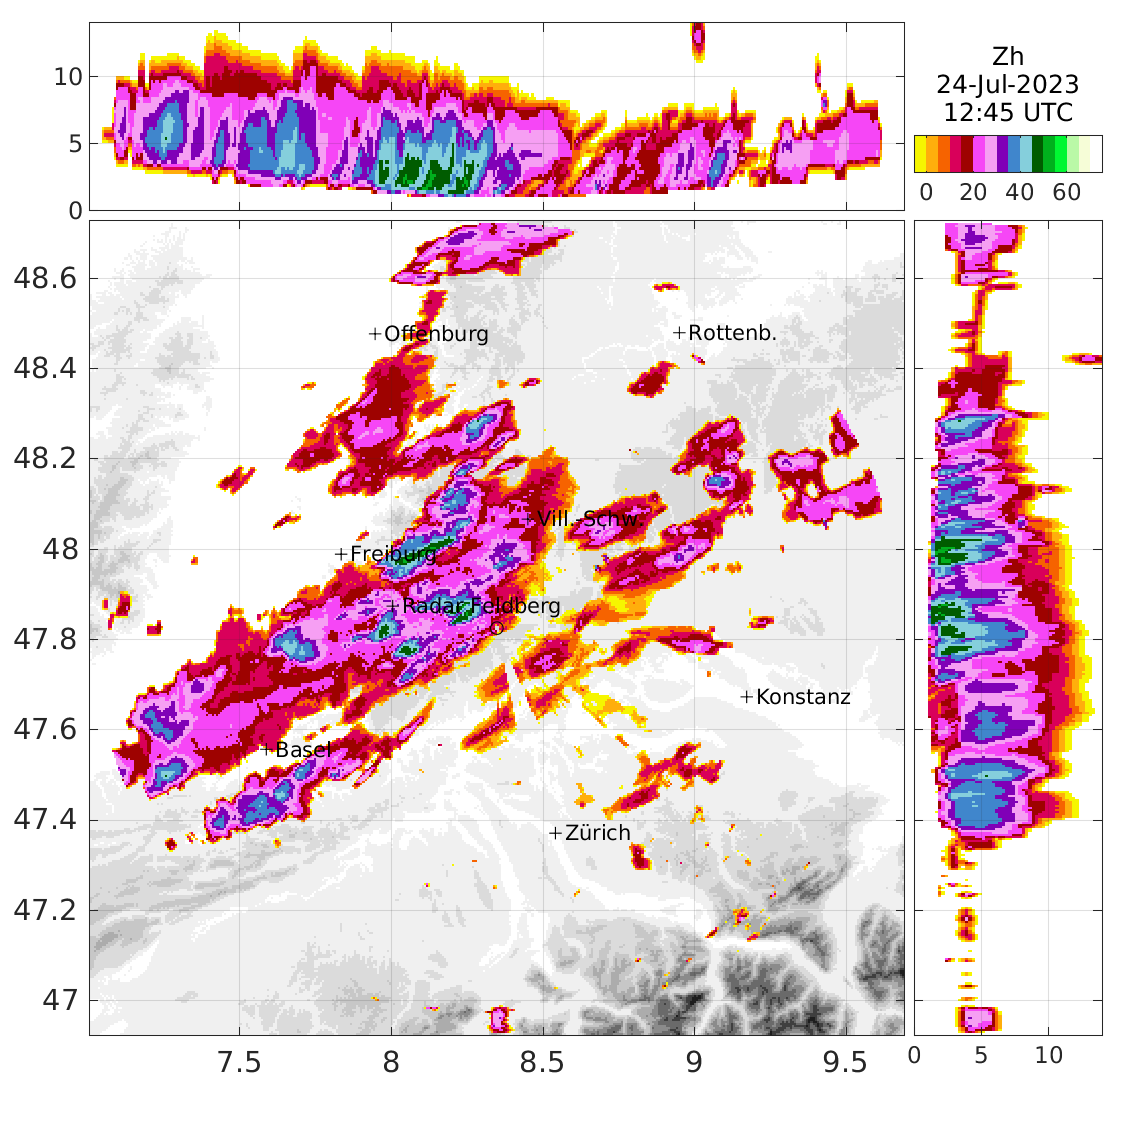 10
5
0
Zh
24-Jul-2023
12:45 UTC
0 20 40 60
48.6
48.4
48.2
48
47.8
47.6
47.4
47.2
47
+Offenburg
+Rottenb.
+Vill.-Schw.
+Freiburg
+Radar Feldberg
+Konstanz
+Basel
+Zürich
7.5 8 8.5 9 9.5
0 5 10